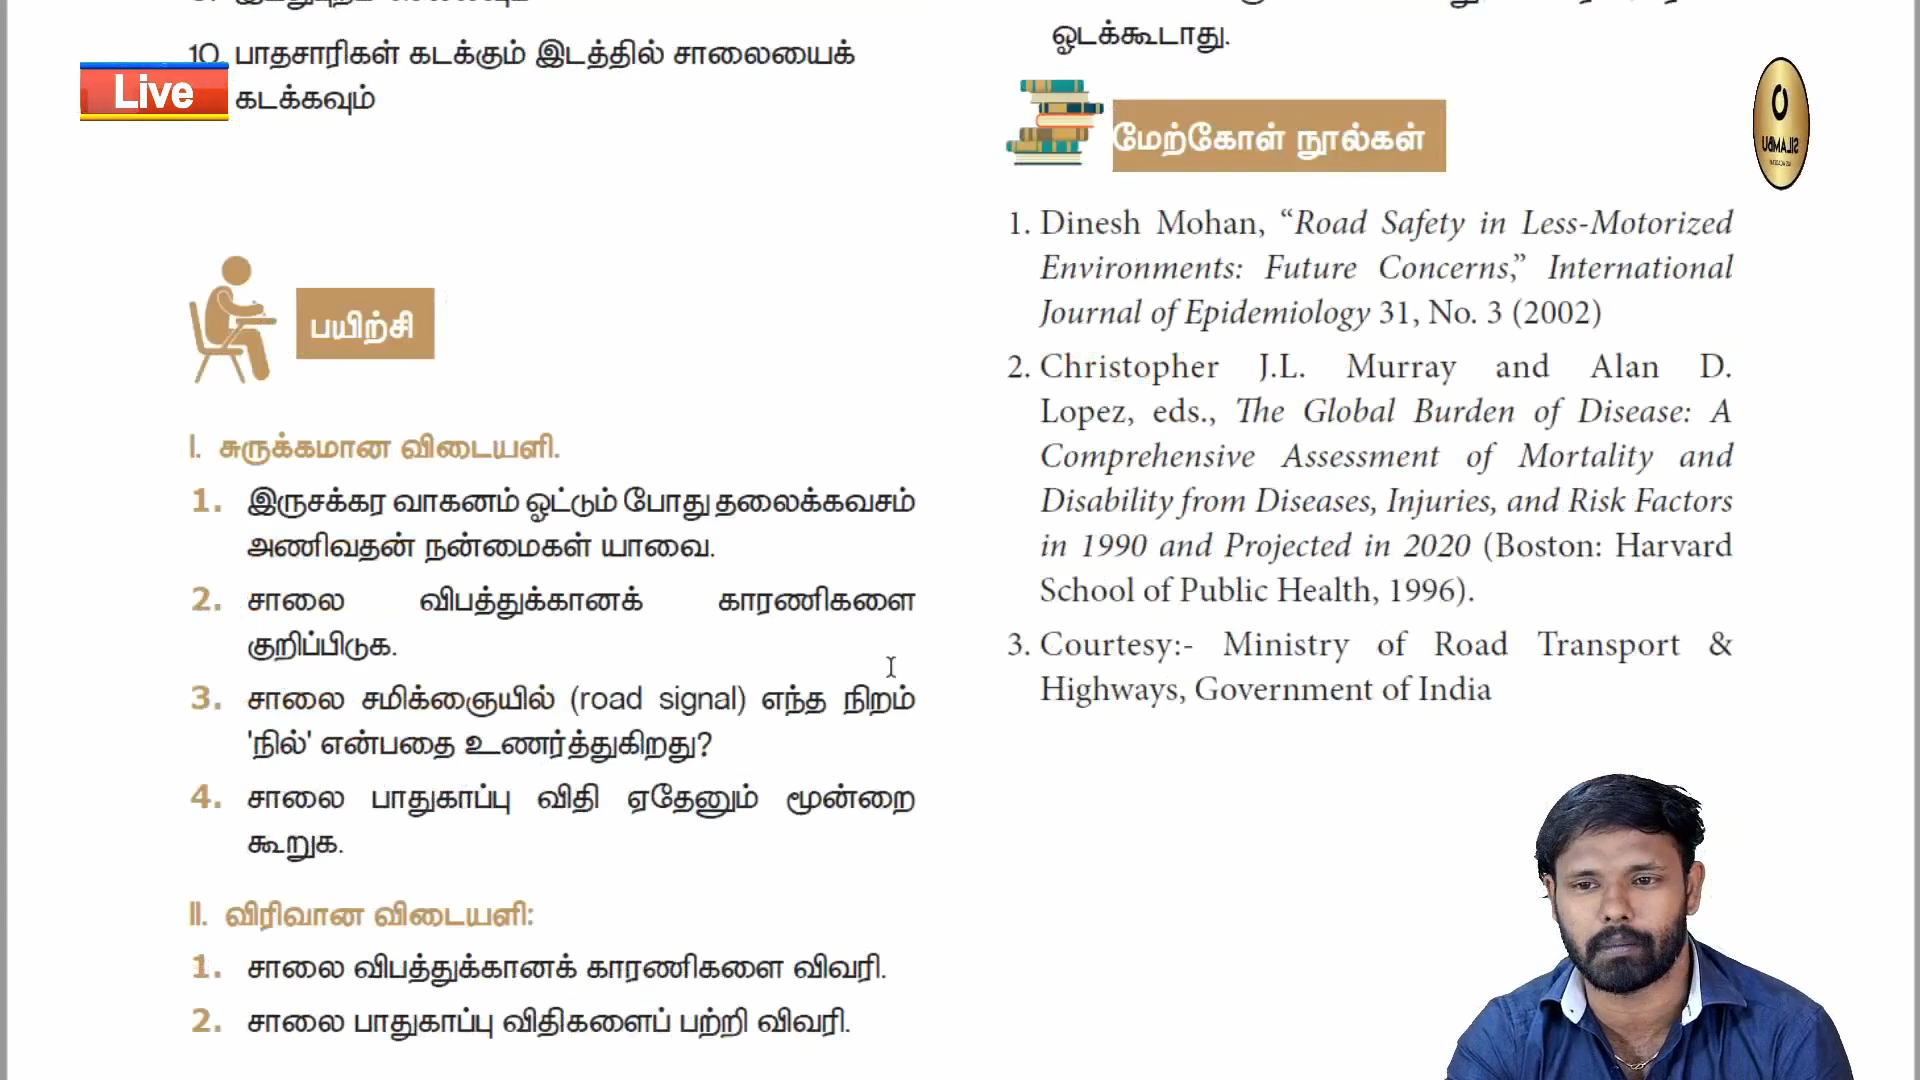 10. பாதசாரிகள் கடக்கும் இடத்தில் சாலையைக்
கடக்கவும்
Live
பயிற்சி
I. சுருக்கமான விடையளி.
1. இருசக்கர வாகனம் ஓட்டும் போது தலைக்கவசம்
அணிவதன் நன்மைகள் யாவை.
2. சாலை விபத்துக்கானக் காரணிகளை
குறிப்பிடுக.
3. சாலை சமிக்ஞையில் (road signal) எந்த நிறம்
'நில்' என்பதை உணர்த்துகிறது?
4. சாலை பாதுகாப்பு விதி ஏதேனும் மூன்றை
கூறுக.
II. விரிவான விடையளி:
1. சாலை விபத்துக்கானக் காரணிகளை விவரி.
2. சாலை பாதுகாப்பு விதிகளைப் பற்றி விவரி.
ஓடக்கூடாது.
மேற்கோள் நூல்கள்
1. Dinesh Mohan, “Road Safety in Less-Motorized
Environments: Future Concerns,” International
Journal of Epidemiology 31, No. 3 (2002)
2. Christopher J.L. Murray and Alan D.
Lopez, eds., The Global Burden of Disease: A
Comprehensive Assessment of Mortality and
Disability from Diseases, Injuries, and Risk Factors
in 1990 and Projected in 2020 (Boston: Harvard
School of Public Health, 1996).
3. Courtesy:- Ministry of Road Transport &
Highways, Government of India
SILAMBU